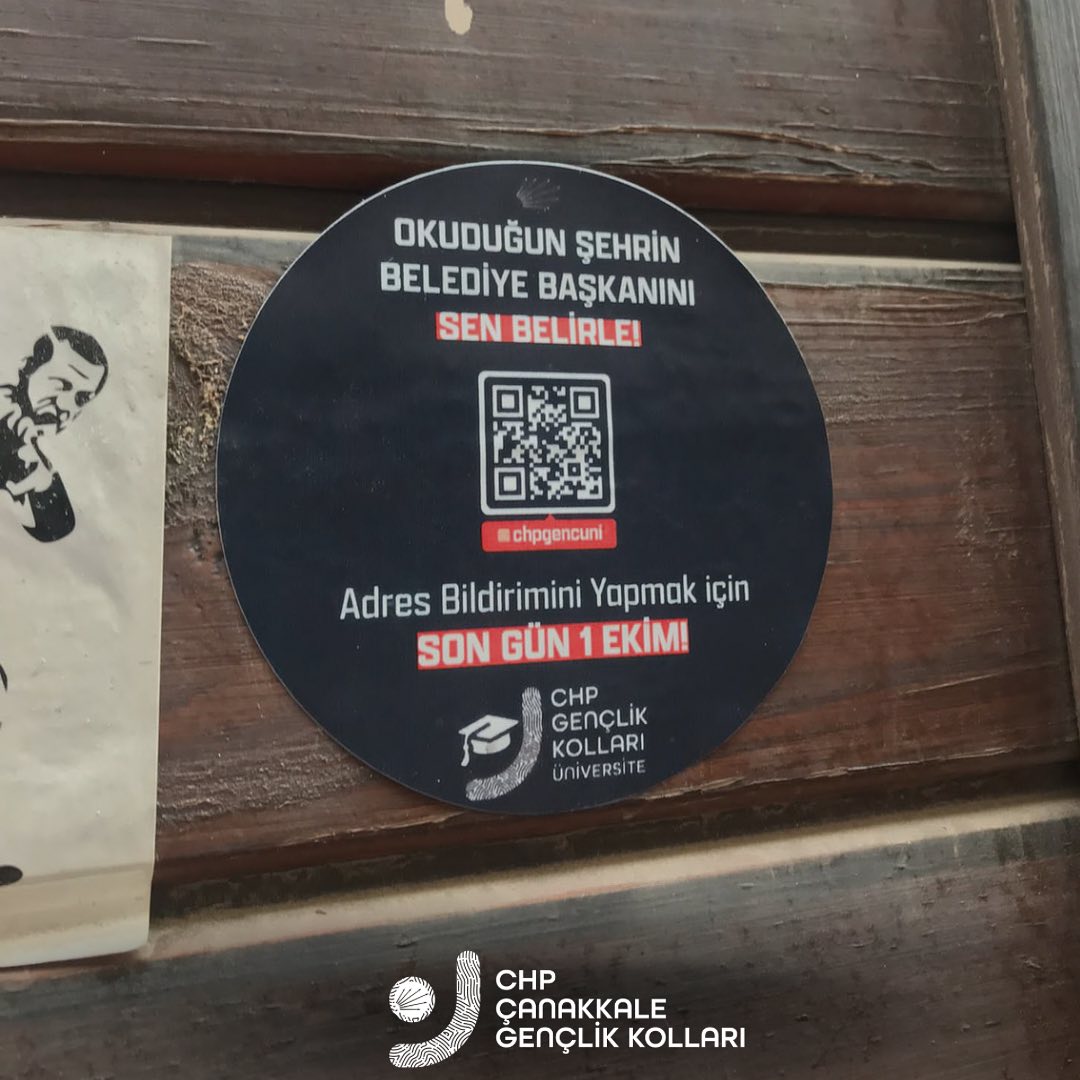 OKUDUĞUN ŞEHRİN
BELEDİYE BAŞKANINI
SEN BELİRLE!
chpgencuni
Adres Bildirimini Yapmak için
SON GÜN 1 EKİM!
CHP
GENÇLİK
KOLLARI
ÜNİVERSİTE
CHP
ÇANAKKALE
GENÇLİK KOLLARI